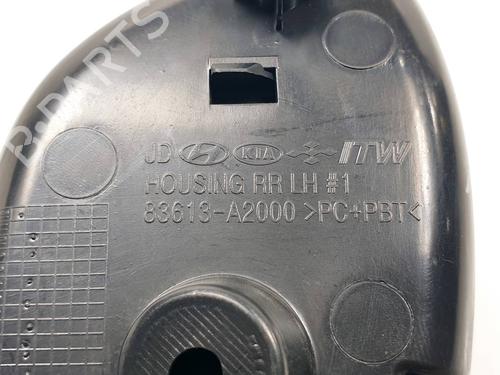 B-PARTS
JD KIA ITW
HOUSING RR LH #1
83613-A2000 >PC+PBT<